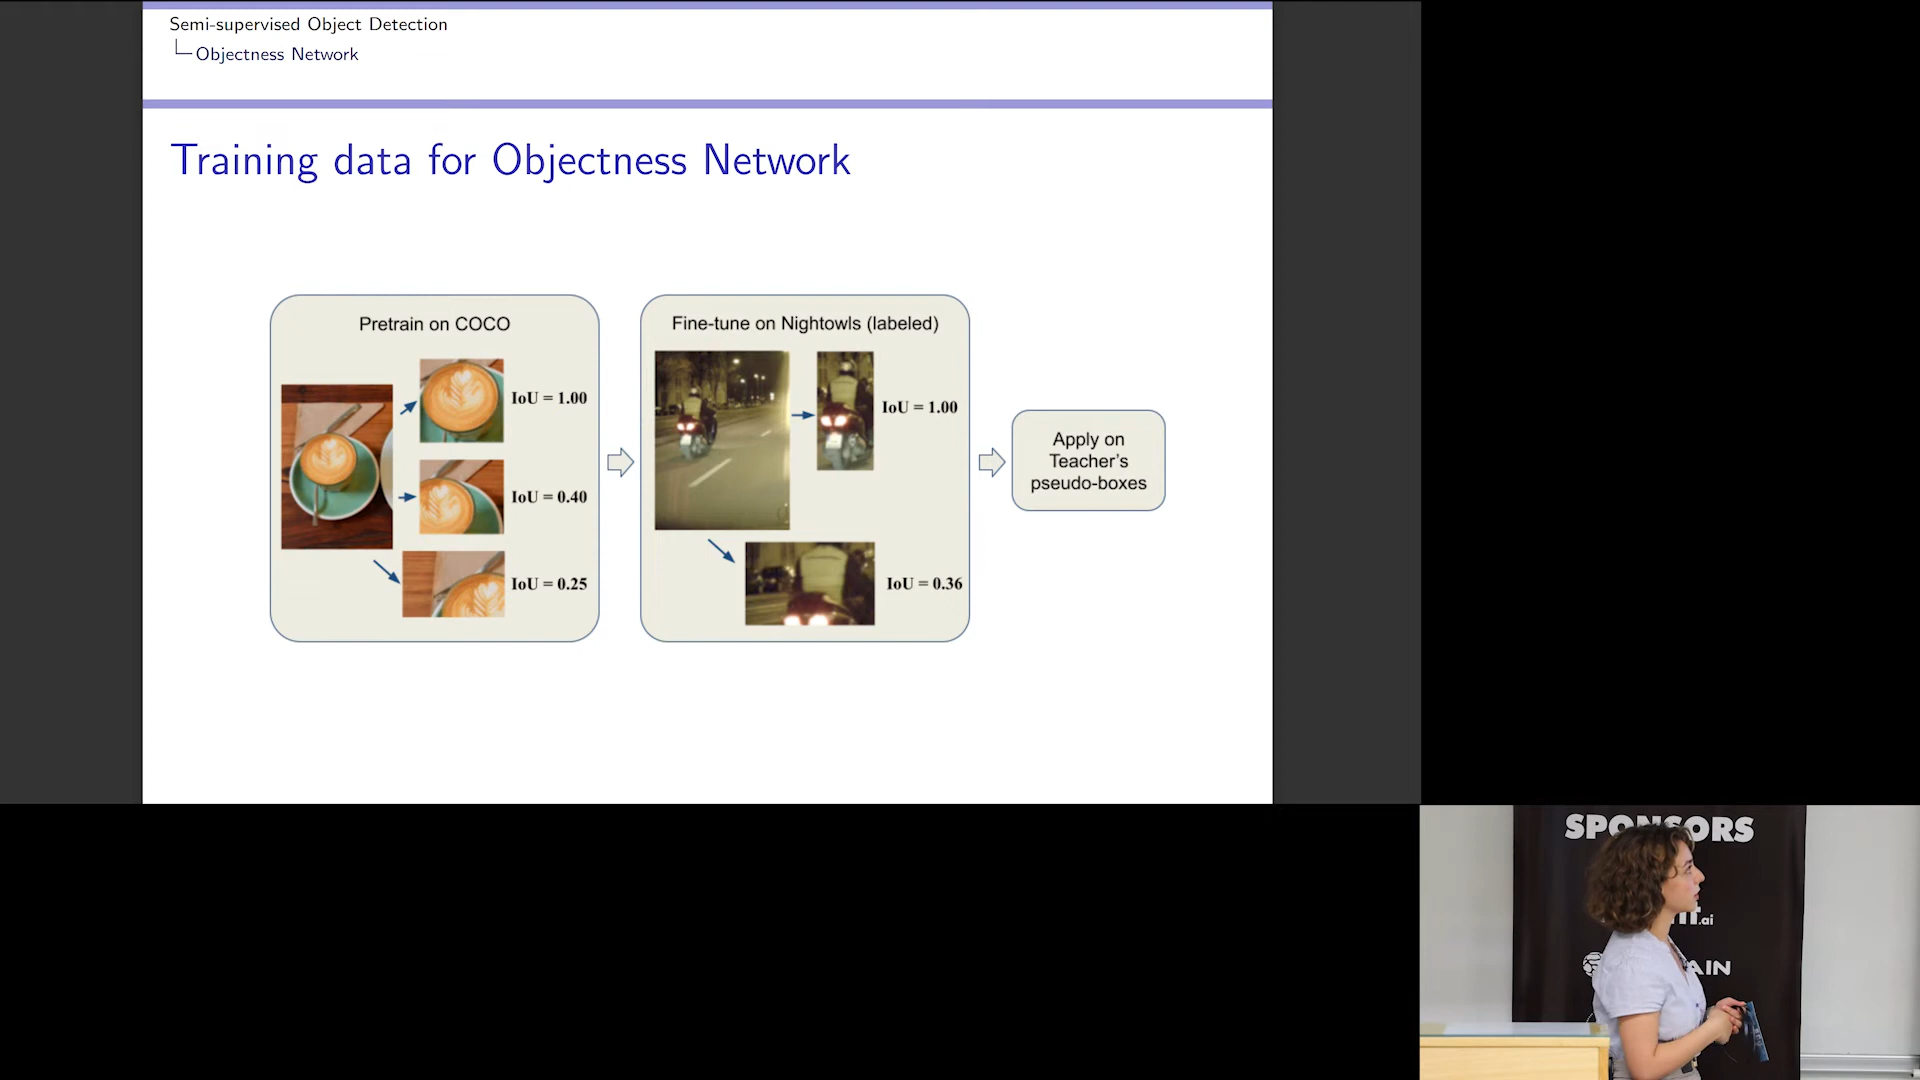 Semi-supervised Object Detection
Objectness Network
Training data for Objectness Network
Pretrain on COCO
IoU = 1.00
IoU = 0.40
IoU = 0.25
Fine-tune on Nightowls (labeled)
IoU = 1.00
IoU = 0.36
Apply on
Teacher's
pseudo-boxes
SPONSORS
.ai